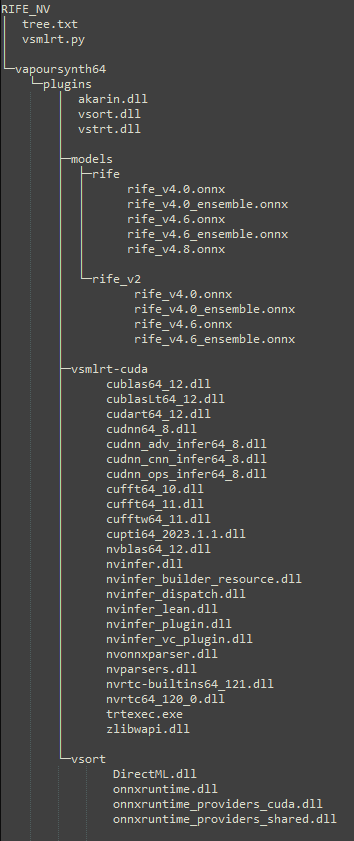 RIFE_NV
tree.txt
vsmlrt.py
vapoursynth64
plugins
akarin.dll
vsort.dll
vstrt.dll
models
rife
rife_v4.0.onnx
rife_v4.0_ensemble.onnx
rife_v4.6.onnx
rife_v4.6_ensemble.onnx
rife_v4.8.onnx
rife_v2
rife_v4.0.onnx
rife_v4.0_ensemble.onnx
rife_v4.6.onnx
rife_v4.6_ensemble.onnx
vsmlrt-cuda
cublas64_12.dll
cublasLt64_12.dll
cudart64_12.dll
cudnn64_8.dll
cudnn_adv_infer64_8.dll
cudnn_cnn_infer64_8.dll
cudnn_ops_infer64_8.dll
cufft64_10.dll
cufft64_11.dll
cufftw64_11.dll
cupti64_2023.1.1.dll
nvblas64_12.dll
nvinfer.dll
nvinfer_builder_resource.dll
nvinfer_dispatch.dll
nvinfer_lean.dll
nvinfer_plugin.dll
nvinfer_vc_plugin.dll
nvonnxparser.dll
nvparsers.dll
nvrtc-builtins64_121.dll
nvrtc64_120_0.dll
trtexec.exe
zlibwapi.dll
vsort
DirectML.dll
onnxruntime.dll
onnxruntime_providers_cuda.dll
onnxruntime_providers_shared.dll